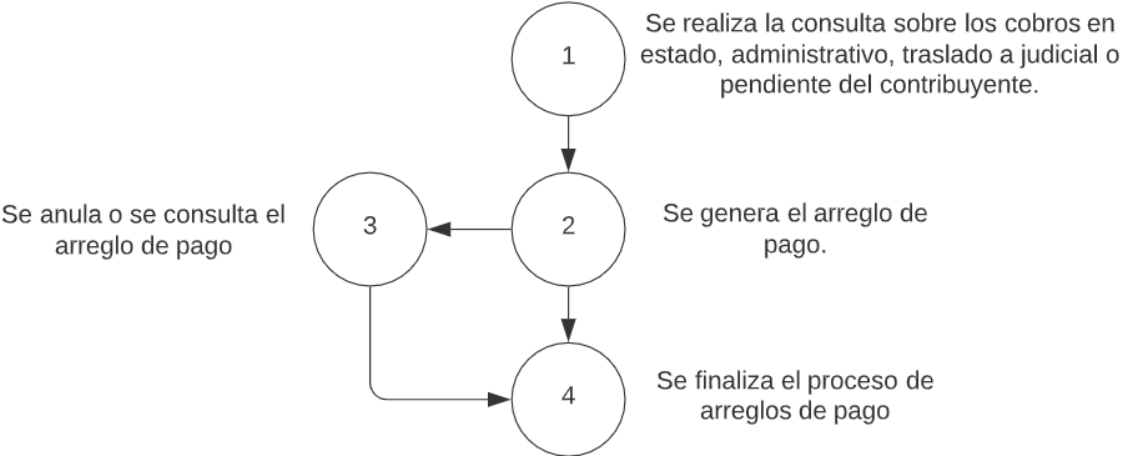 1
Se realiza la consulta sobre los cobros en
estado, administrativo, traslado a judicial o
pendiente del contribuyente.
Se anula o se consulta el
arreglo de pago
3
2
Se genera el arreglo de
pago.
4
Se finaliza el proceso de
arreglos de pago